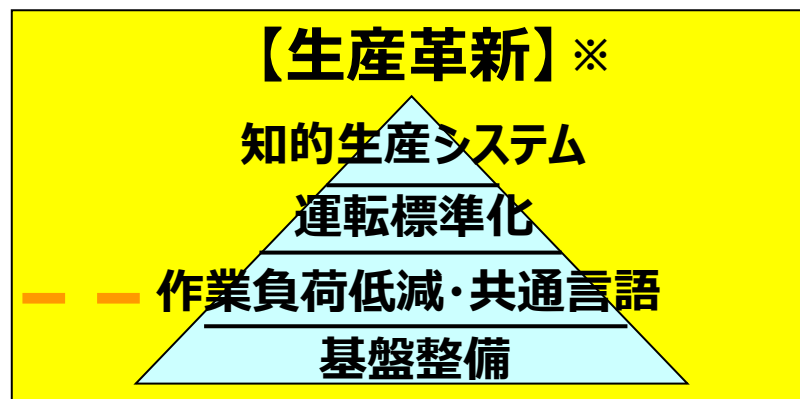 【生産革新】※
知的生産システム
運転標準化
作業負荷低減・共通言語
基盤整備